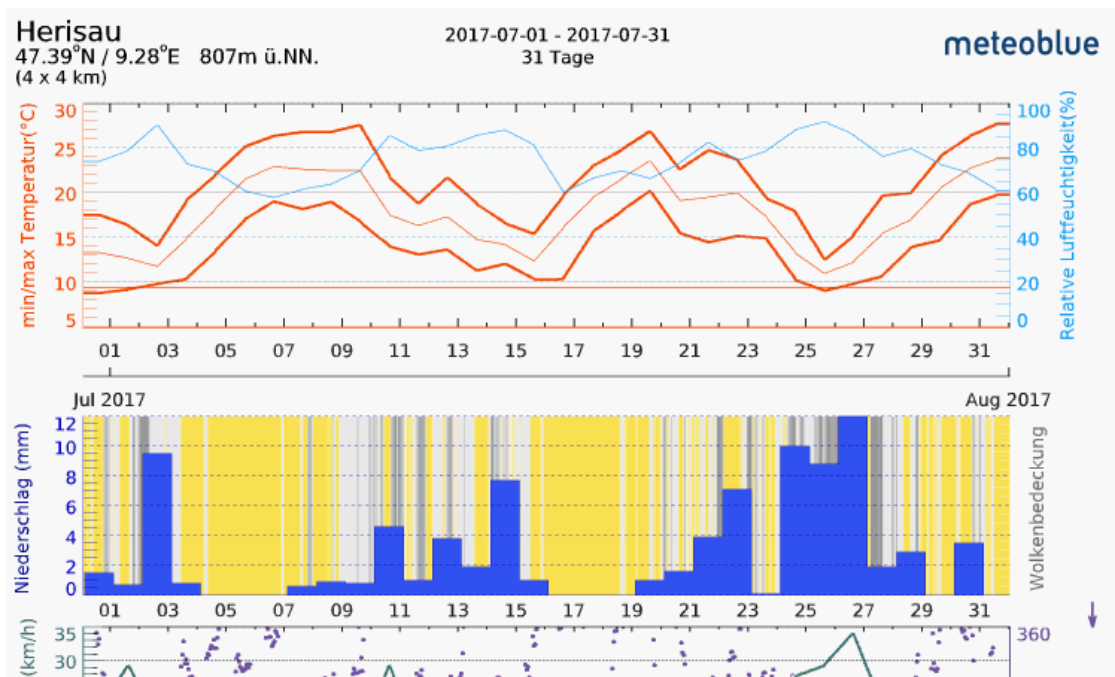 Herisau
47.39°N / 9.28°E 807m ü.NN.
(4 x 4 km)
2017-07-01 - 2017-07-31
31 Tage
meteoblue
min/max Temperatur(°C)
30
25
20
15
10
5
100
80
60
40
20
0
Relative Luftfeuchtigkeit(%)
01 03 05 07 09 11 13 15 17 19 21 23 25 27 29 31
Jul 2017 Aug 2017
Niederschlag (mm)
12
10
8
6
4
2
0
Wolkenbedeckung
01 03 05 07 09 11 13 15 17 19 21 23 25 27 29 31
(km/h)
35
30
360